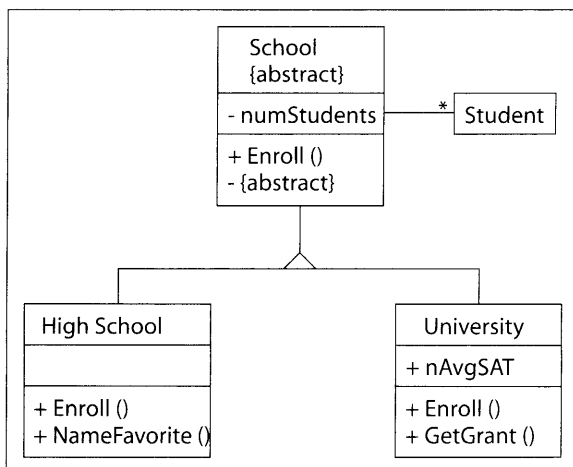 School
{abstract}
- numStudents
*
Student
+ Enroll ()
- {abstract}
High School
+ Enroll ()
+ NameFavorite ()
University
+ nAvgSAT
+ Enroll ()
+ GetGrant ()